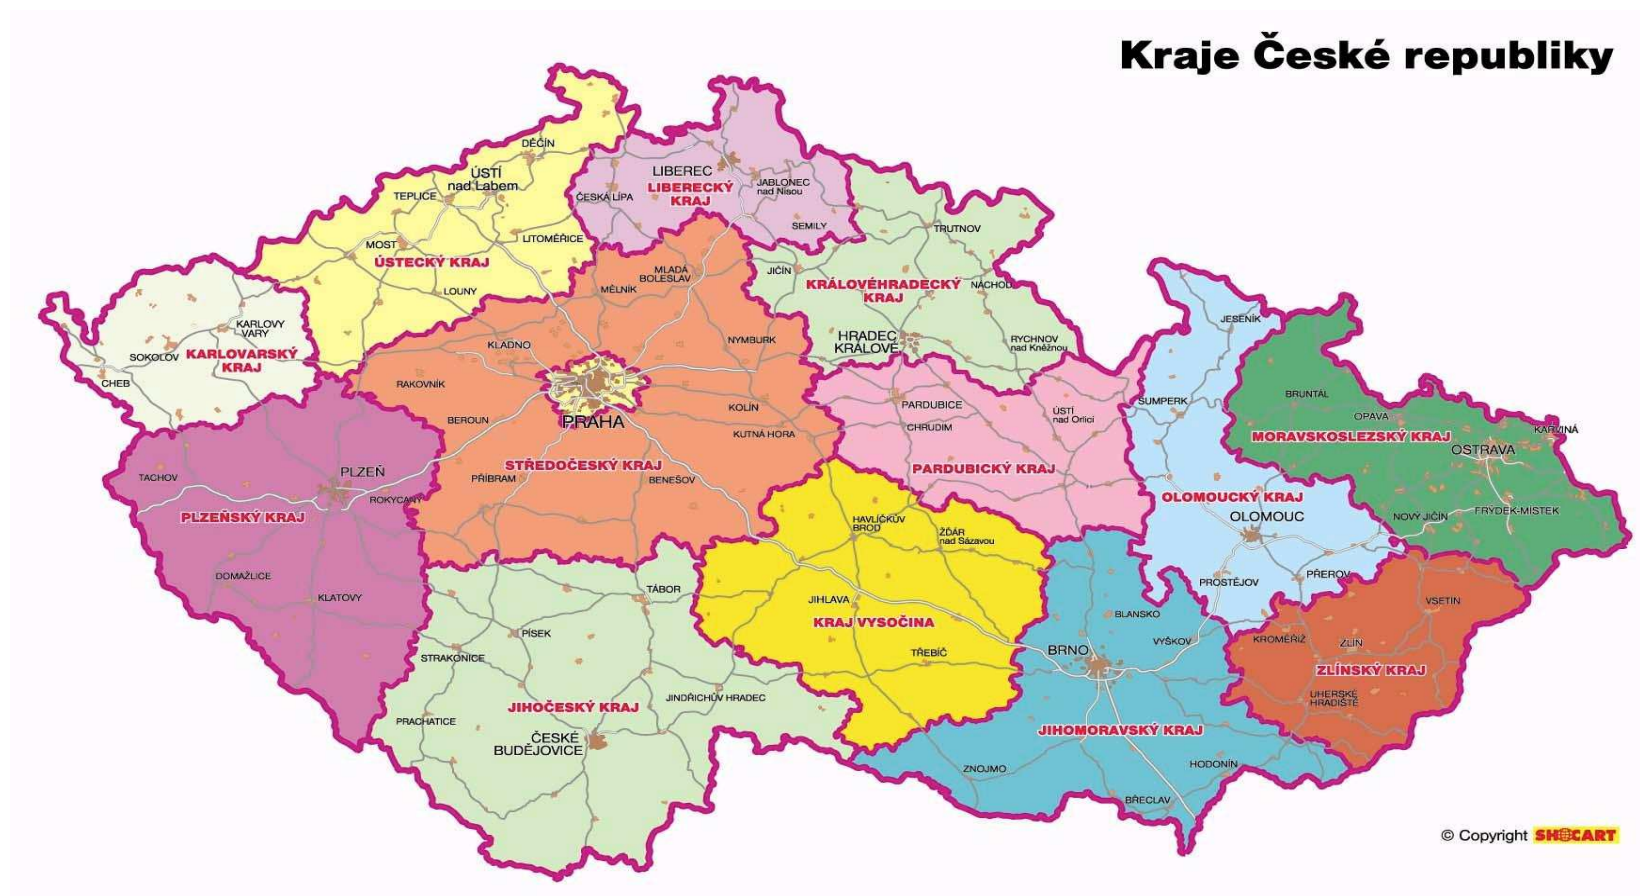 Kraje České republiky
DĚČÍN
ÚSTÍ
nad Labem
TEPLICE
LIBEREC
LIBERECKÝ
KRAJ
JABLONEC
nad Nisou
ČESKÁ LÍPA
SEMILY
TRUTNOV
LITOMĚŘICE
MOST
ÚSTECKÝ KRAJ
LOUNY
MLADÁ
BOLESLAV
MĚLNÍK
JIČÍN
KRÁLOVÉHRADECKÝ
KRAJ
NÁCHOD
JESENÍK
KARLOVY
VARY
SOKOLOV
KARLOVARSKÝ
KRAJ
CHEB
KLADNO
NYMBURK
HRADEC
KRÁLOVÉ
RYCHNOV
nad Kněžnou
RAKOVNÍK
BEROUN
PRAHA
KOLÍN
KUTNÁ HORA
PARDUBICE
CHRUDIM
ÚSTÍ
nad Orlicí
SUMPERK
BRUNTÁL
OPAVA
KARVINÁ
MORAVSKOSLEZSKÝ KRAJ
OSTRAVA
STŘEDOČESKÝ KRAJ
PŘÍBRAM
BENEŠOV
PARDUBICKÝ KRAJ
PLZEŇ
TACHOV
ROKYCANY
PLZEŇSKÝ KRAJ
OLOMOUCKÝ KRAJ
OLOMOUC
NOVÝ JIČÍN
FRÝDEK-MÍSTEK
HAVLÍČKŮV
BROD
ŽĎÁR
nad Sázavou
DOMAŽLICE
KLATOVY
TÁBOR
JIHLAVA
KRAJ VYSOČINA
PROSTĚJOV
PŘEROV
VSETÍN
BLANSKO
VYŠKOV
KROMĚŘÍŽ
ZLÍN
ZLÍNSKÝ KRAJ
PÍSEK
STRAKONICE
TŘEBÍČ
BRNO
JINDŘICHŮV HRADEC
UHERSKÉ
HRADIŠTĚ
JIHOČESKÝ KRAJ
PRACHATICE
ČESKÉ
BUDĚJOVICE
JIHOMORAVSKÝ KRAJ
ZNOJMO
HODONÍN
BŘECLAV
© Copyright SHOCART